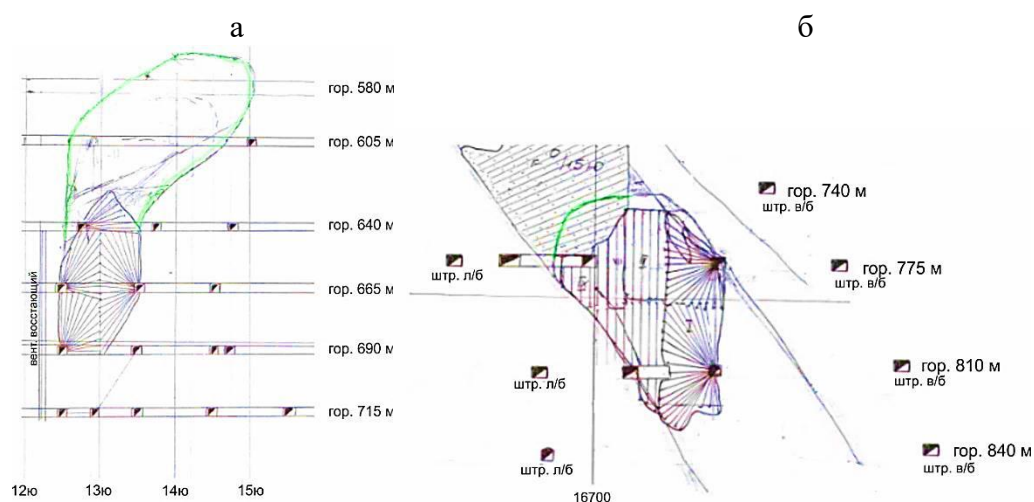 а
б
гор. 580 м
гор. 605 м
гор. 640 м
гор. 665 м
гор. 690 м
гор. 715 м
вент. восстающий
12ю 13ю 14ю 15ю
гор. 740 м
штр. в/б
штр. л/б
гор. 775 м
штр. в/б
штр. л/б
гор. 810 м
штр. в/б
штр. л/б
гор. 840 м
штр. в/б
16700